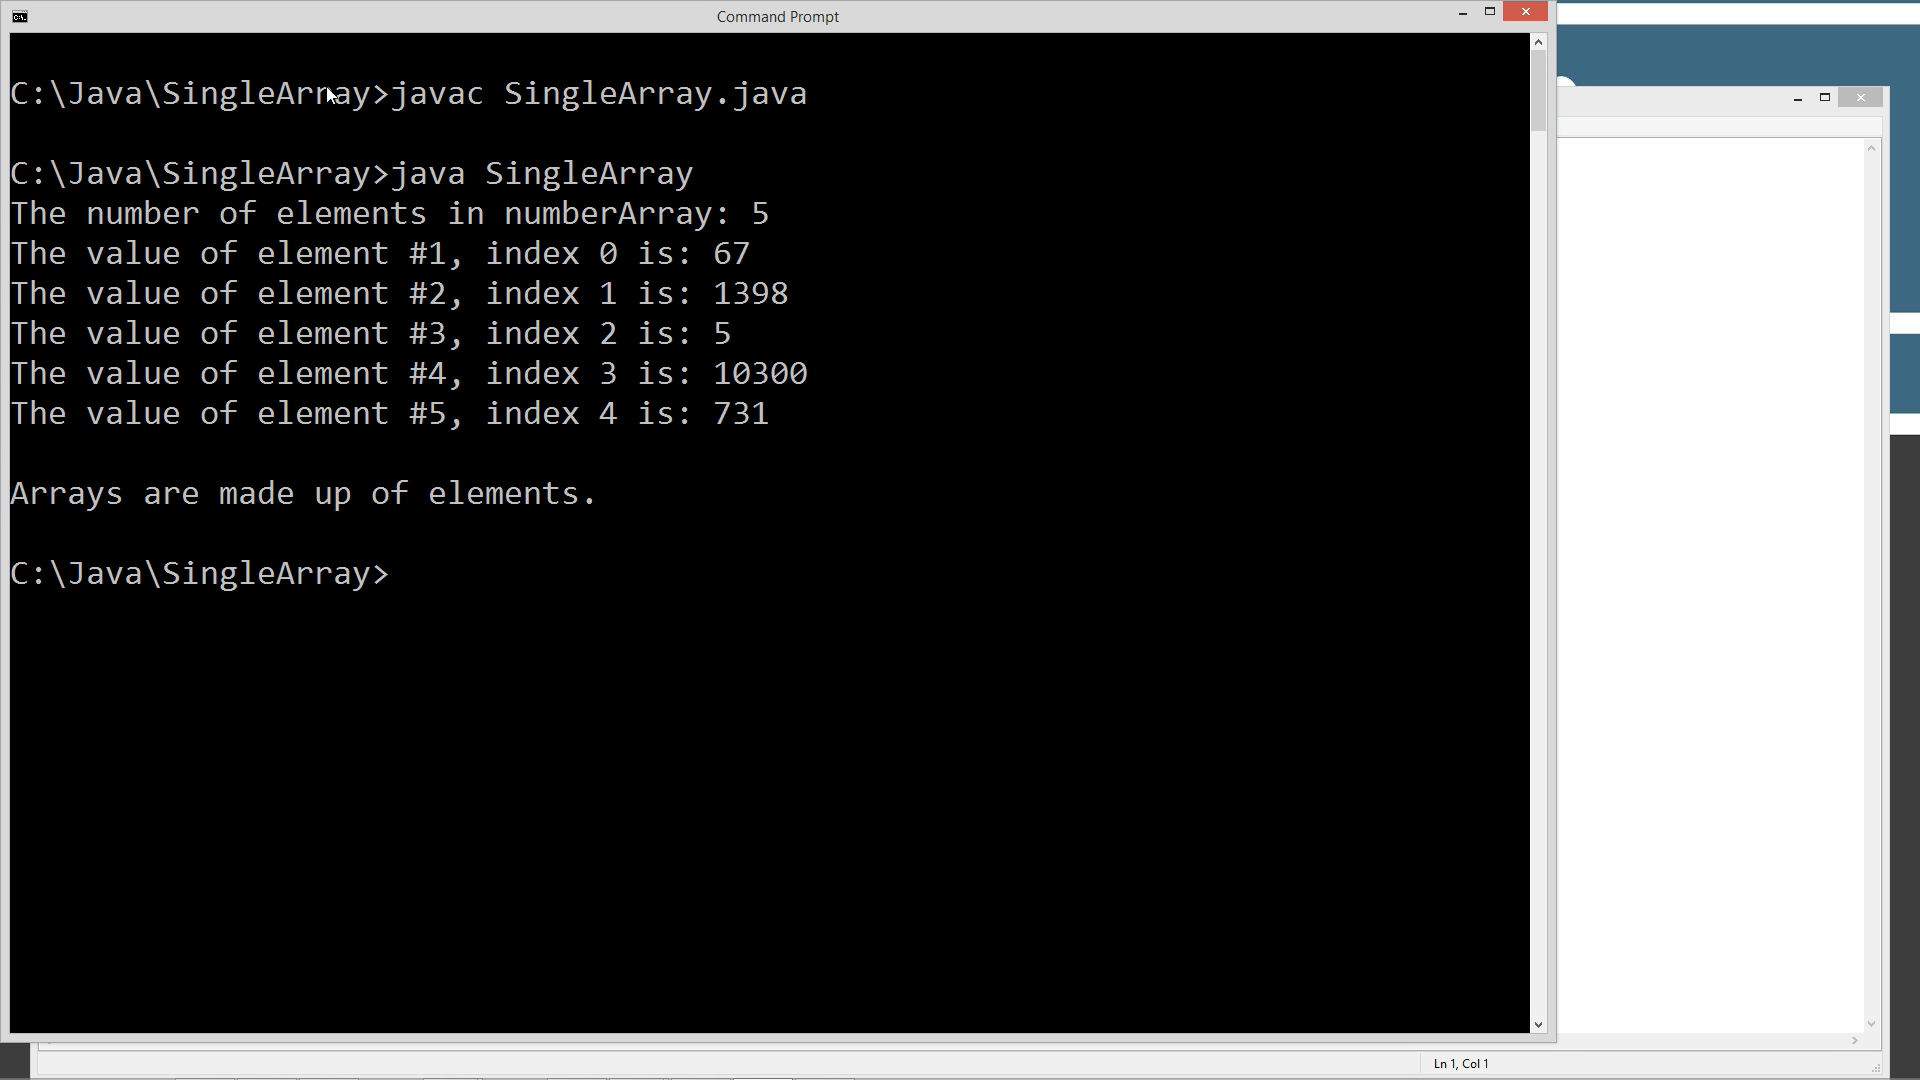 Command Prompt
C:\Java\SingleArray>javac SingleArray.java
C:\Java\SingleArray>java SingleArray
The number of elements in numberArray: 5
The value of element #1, index 0 is: 67
The value of element #2, index 1 is: 1398
The value of element #3, index 2 is: 5
The value of element #4, index 3 is: 10300
The value of element #5, index 4 is: 731
Arrays are made up of elements.
C:\Java\SingleArray>
Ln 1, Col 1